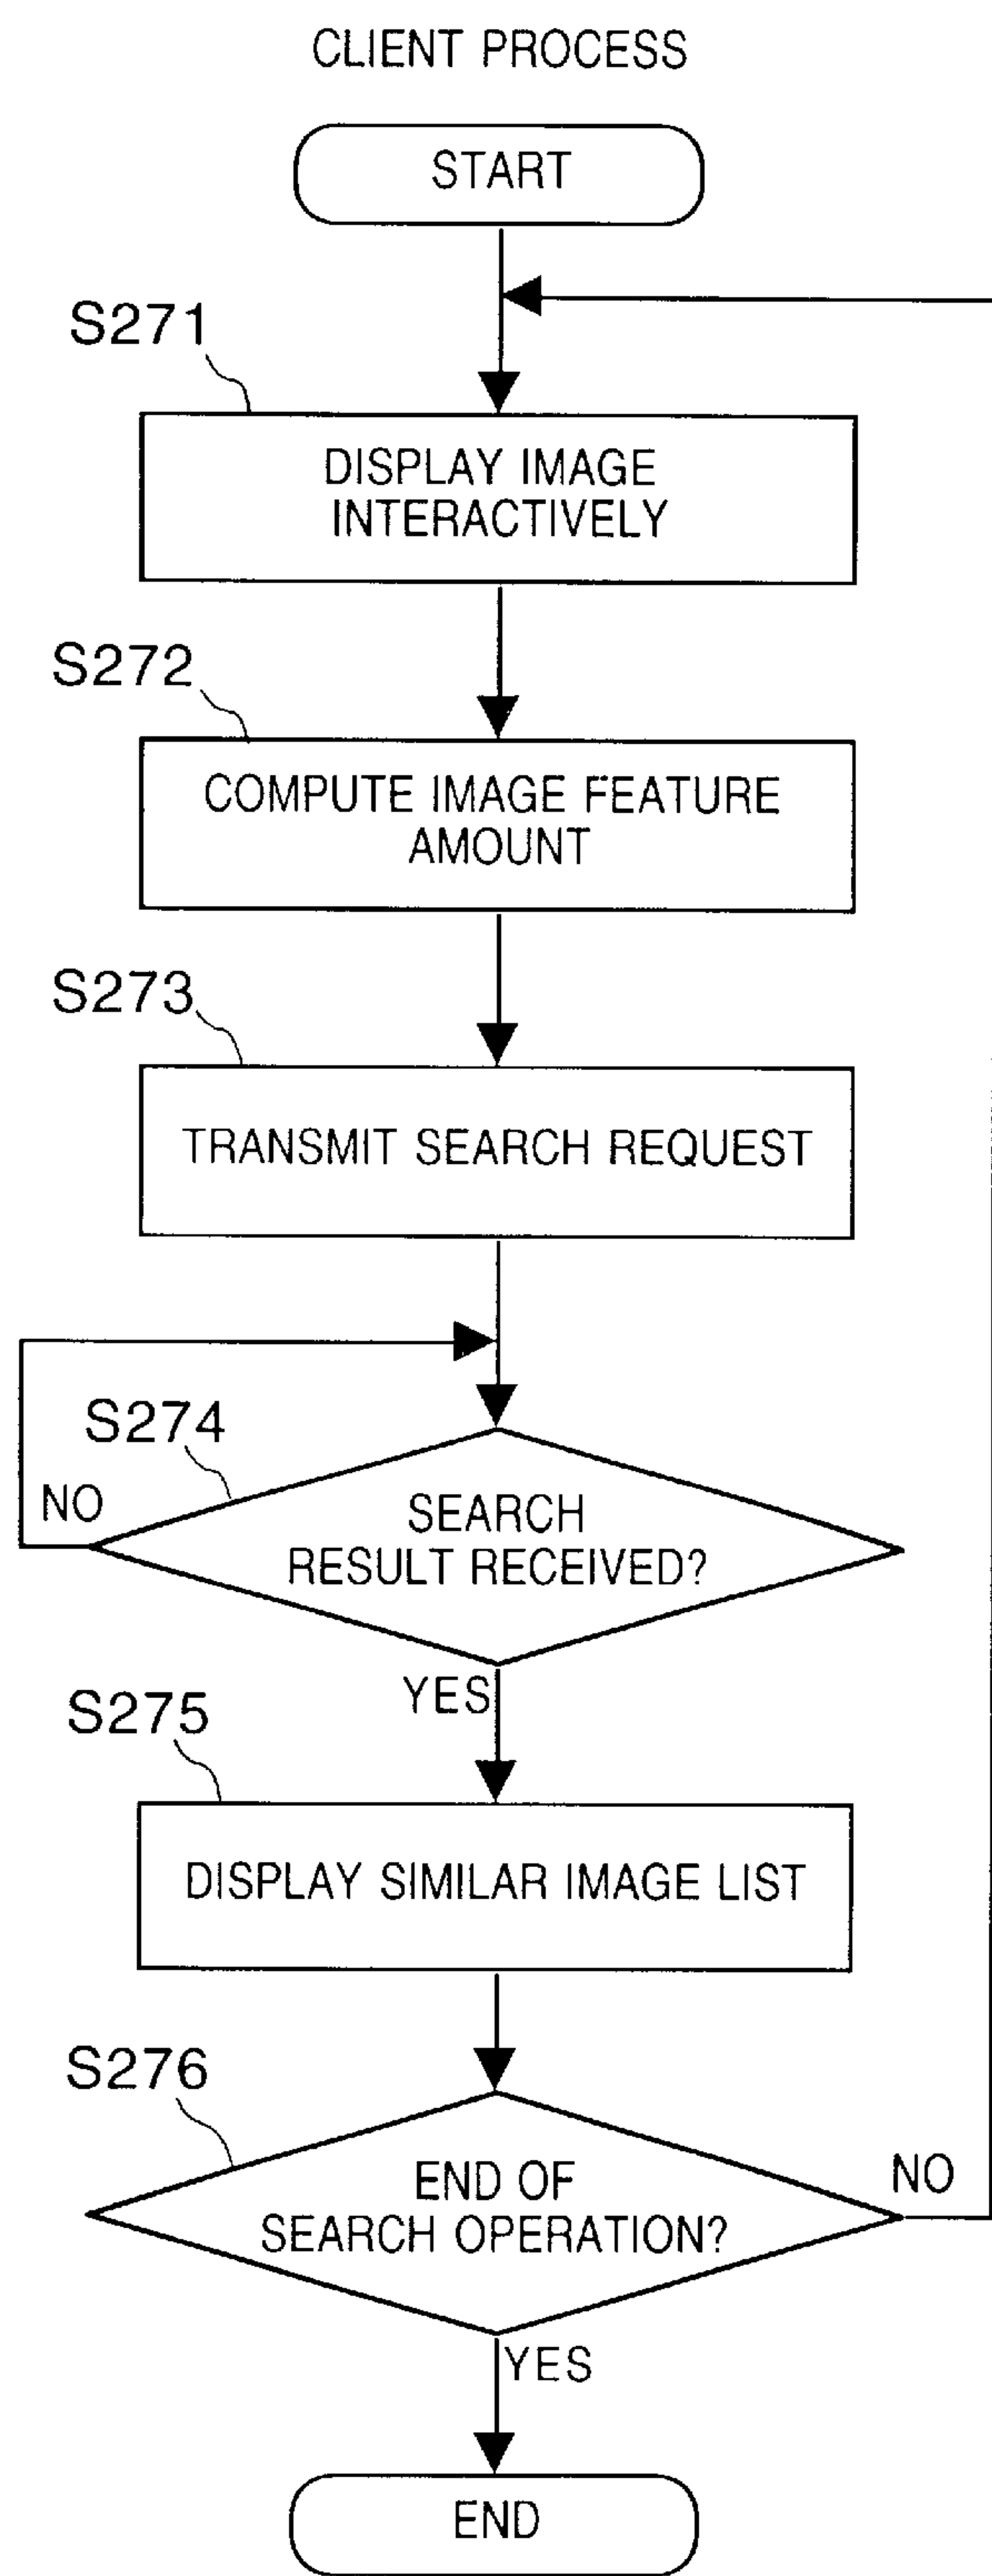 CLIENT PROCESS
START
S271
DISPLAY IMAGE
INTERACTIVELY
S272
COMPUTE IMAGE FEATURE
AMOUNT
S273
TRANSMIT SEARCH REQUEST
S274
NO
SEARCH
RESULT RECEIVED?
YES
S275
DISPLAY SIMILAR IMAGE LIST
S276
END OF
SEARCH OPERATION?
NO
YES
END